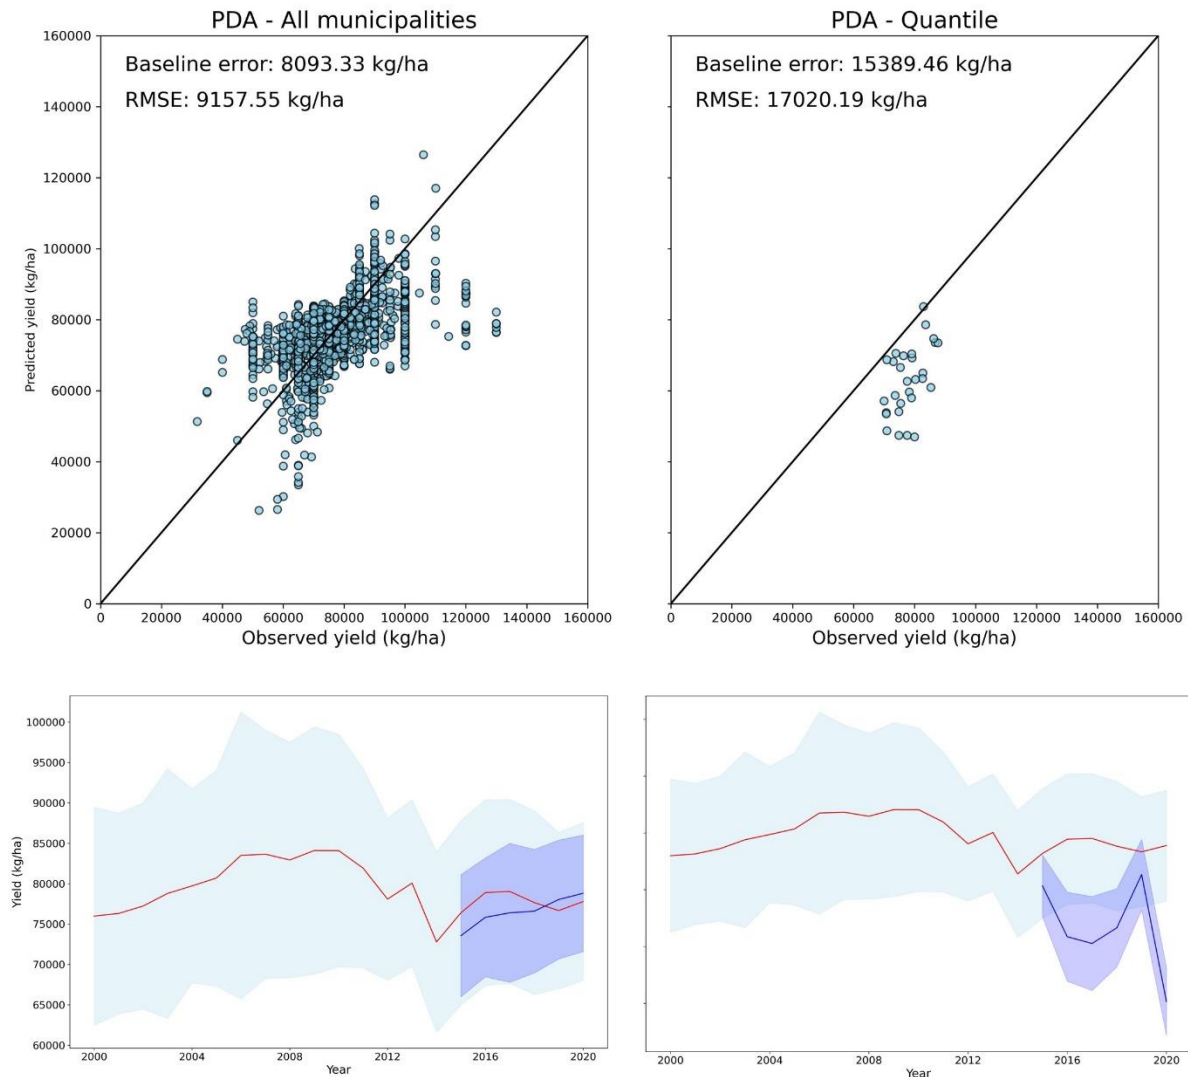 PDA - All municipalities
160000
140000
120000
100000
80000
60000
40000
20000
0
Predicted yield (kg/ha)
Baseline error: 8093.33 kg/ha
RMSE: 9157.55 kg/ha
0 20000 40000 60000 80000 100000 120000 140000 160000
Observed yield (kg/ha)
PDA - Quantile
Baseline error: 15389.46 kg/ha
RMSE: 17020.19 kg/ha
0 20000 40000 60000 80000 100000 120000 140000 160000
Observed yield (kg/ha)
100000
95000
90000
85000
80000
75000
70000
65000
60000
Yield (kg/ha)
2000 2004 2008 2012 2016 2020
Year
2000 2004 2008 2012 2016 2020
Year